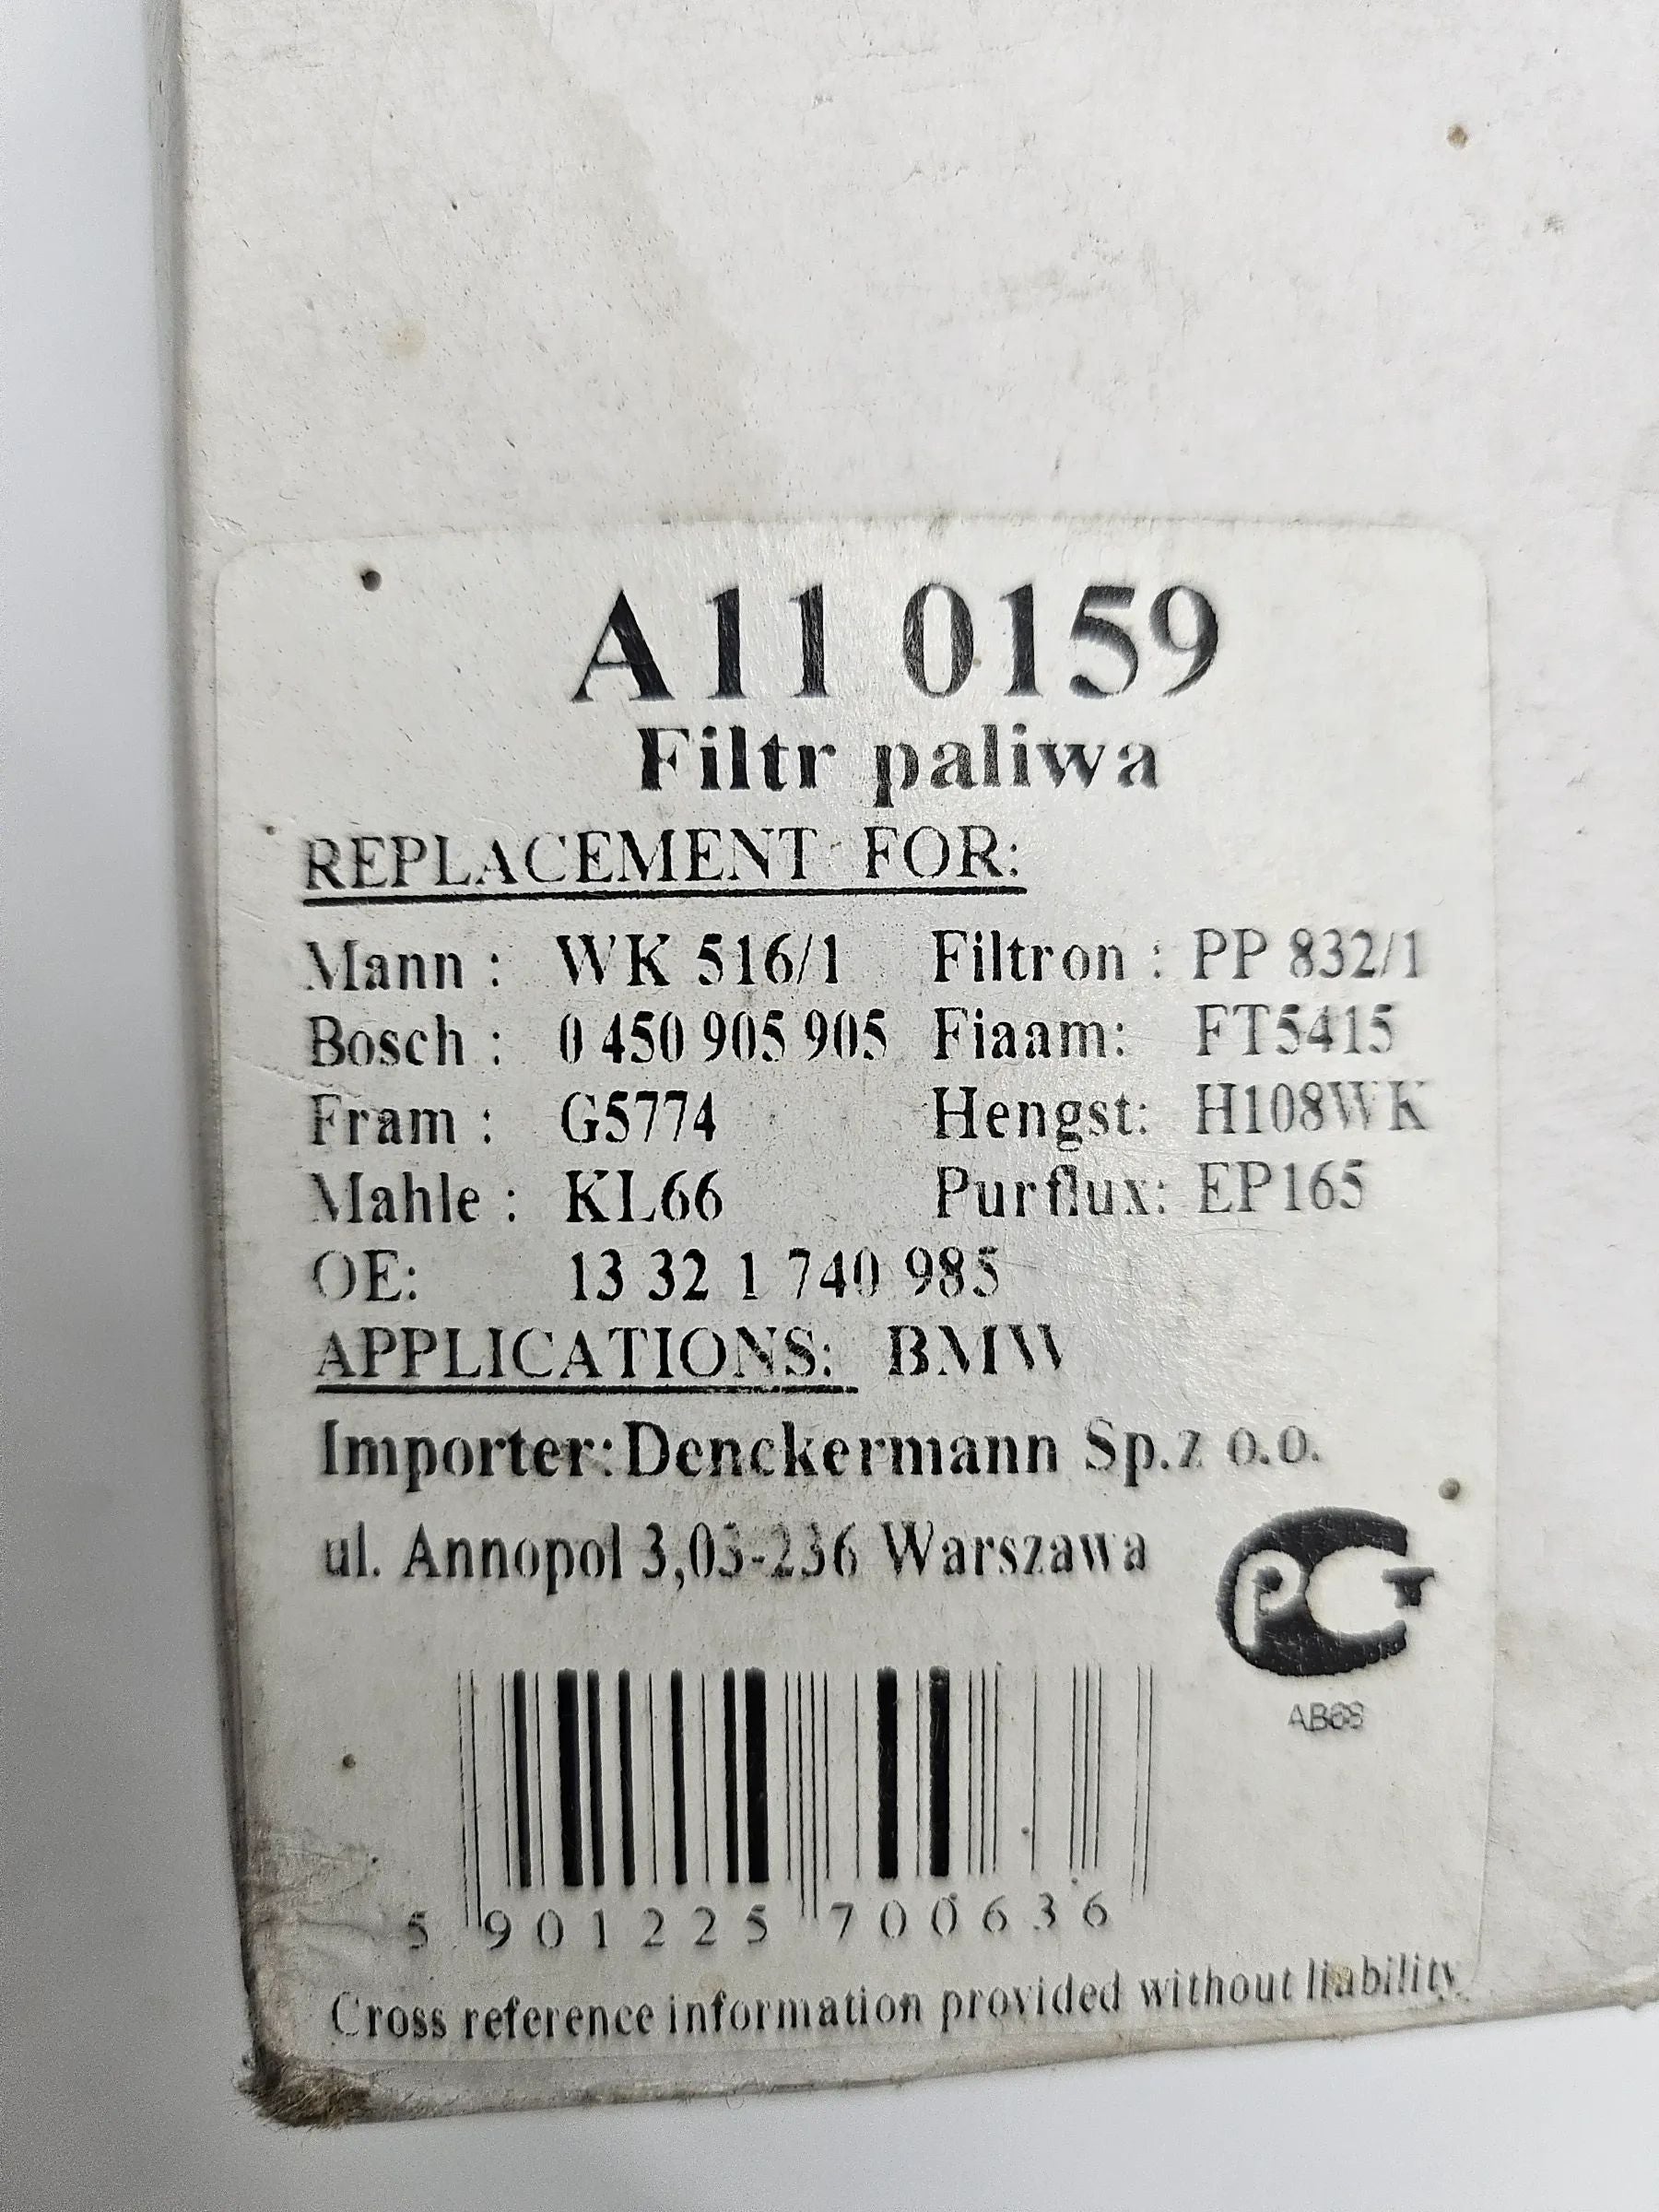 A11 0159
Filtr paliwa
REPLACEMENT FOR:
Mann : WK 516/1 Filtron : PP 832/1
Bosch : 0 450 905 905 Fiaam: FT5415
Fram : G5774 Hengst: H108WK
Mahle : KL66 Purflux: EP165
OE: 13 32 1 740 985
APPLICATIONS: BMW
Importer:Denckermann Sp.z o.o.
ul. Annopol 3,03-236 Warszawa
РСТ
АВ68
5 901225 700636
Cross reference information provided without liability